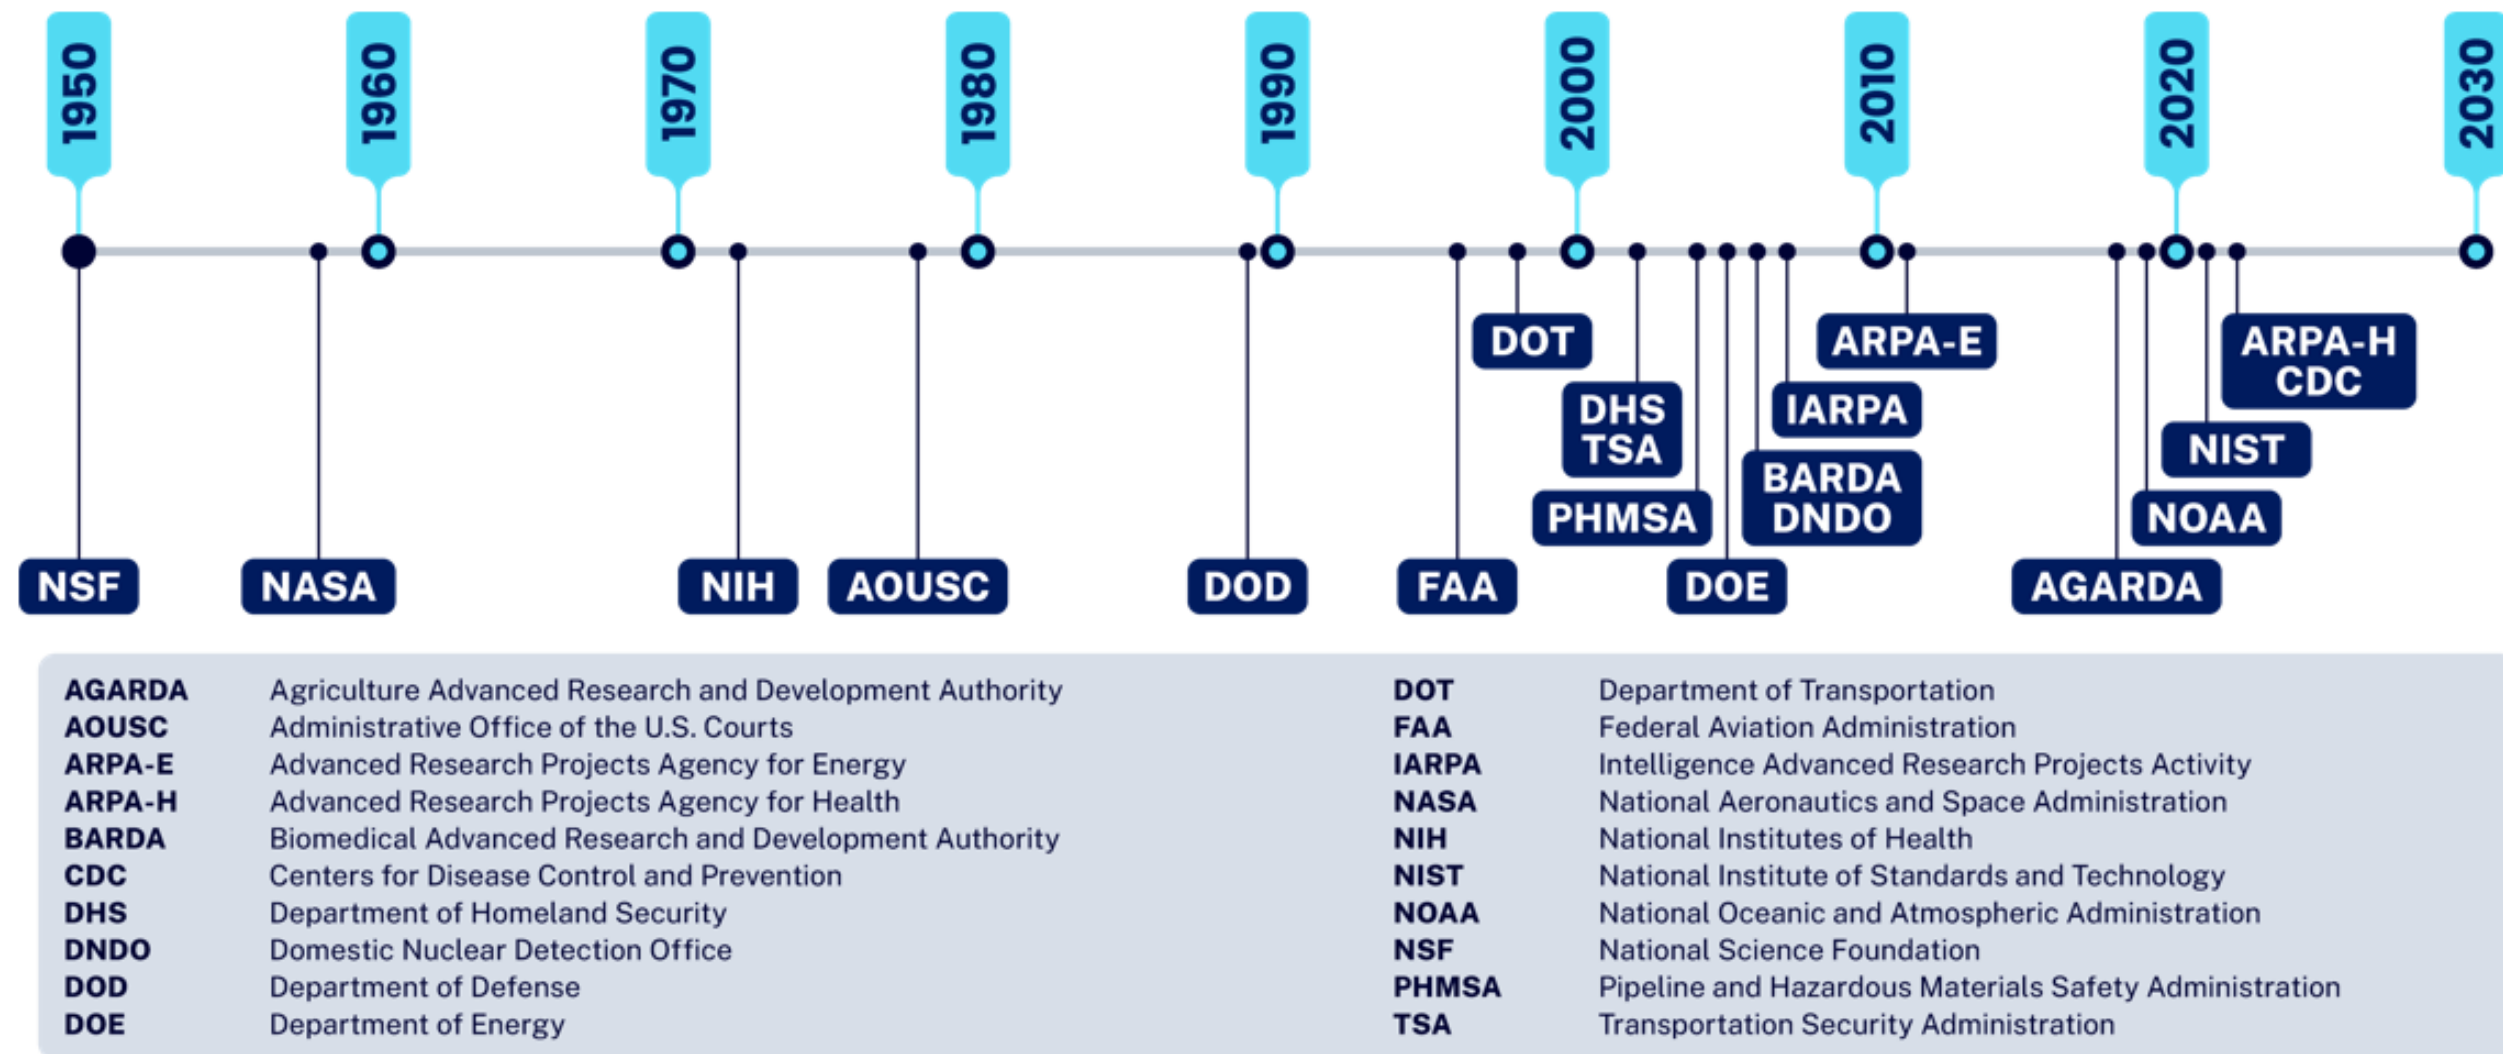 1950
1960
1970
1980
1990
2000
2010
2020
2030
DOT
ARPA-E
ARPA-H
CDC
DHS
TSA
IARPA
NIST
BARDA
DNDO
PHMSA
NOAA
NSF
NASA
NIH
AOUSC
DOD
FAA
DOE
AGARDA
AGARDA Agriculture Advanced Research and Development Authority
AOUSC Administrative Office of the U.S. Courts
ARPA-E Advanced Research Projects Agency for Energy
ARPA-H Advanced Research Projects Agency for Health
BARDA Biomedical Advanced Research and Development Authority
CDC Centers for Disease Control and Prevention
DHS Department of Homeland Security
DNDO Domestic Nuclear Detection Office
DOD Department of Defense
DOE Department of Energy
DOT Department of Transportation
FAA Federal Aviation Administration
IARPA Intelligence Advanced Research Projects Activity
NASA National Aeronautics and Space Administration
NIH National Institutes of Health
NIST National Institute of Standards and Technology
NOAA National Oceanic and Atmospheric Administration
NSF National Science Foundation
PHMSA Pipeline and Hazardous Materials Safety Administration
TSA Transportation Security Administration